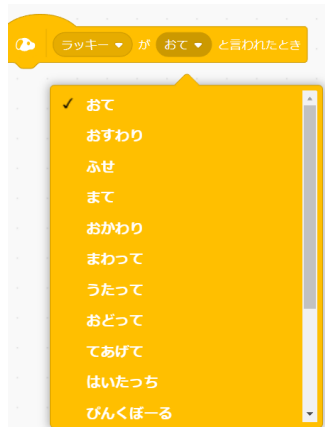 ラッキー が おて と言われたとき
おて
おすわり
ふせ
まて
おかわり
まわって
うたって
おどって
てあげて
はいたっち
ぴんくぼーる